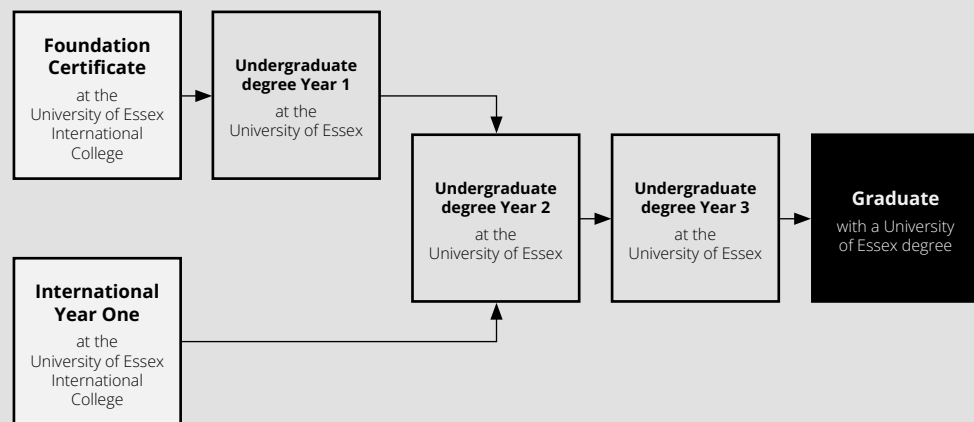 Foundation
Certificate
at the
University of Essex
International
College
Undergraduate
degree Year 1
at the
University of Essex
Undergraduate
degree Year 2
at the
University of Essex
Undergraduate
degree Year 3
at the
University of Essex
Graduate
with a University
of Essex degree
International
Year One
at the
University of Essex
International
College